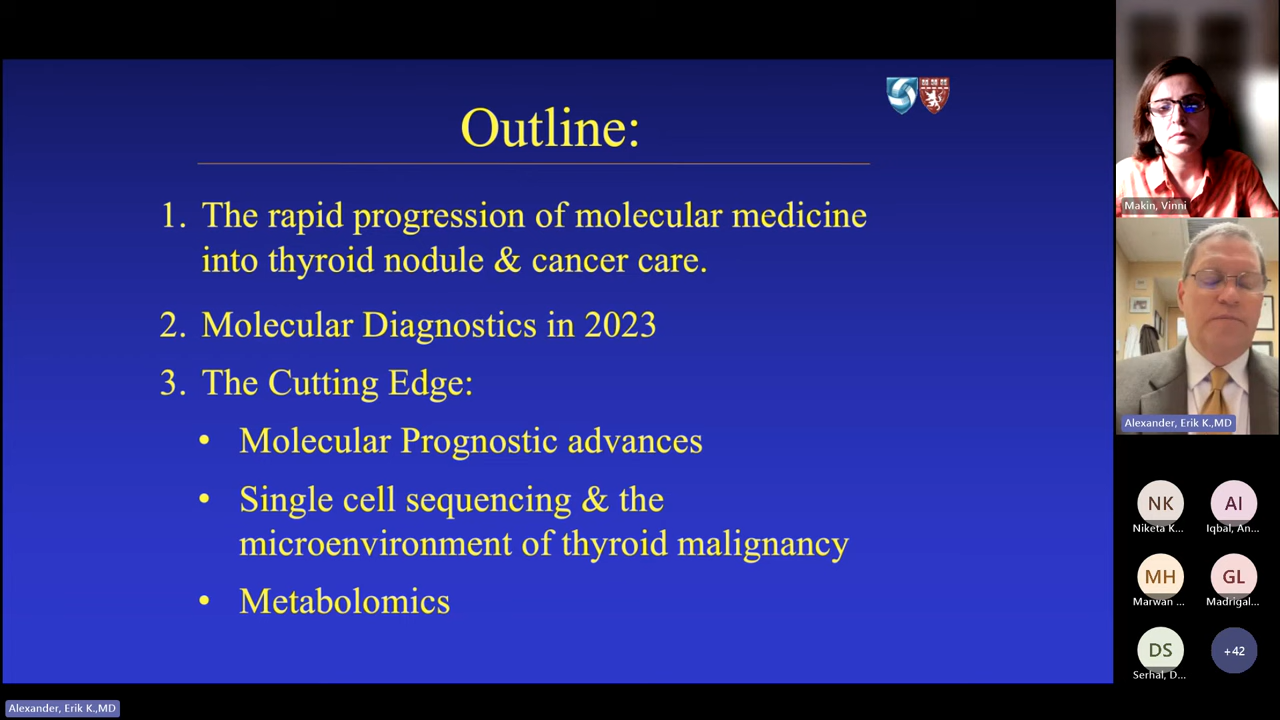 Outline:
1. The rapid progression of molecular medicine
into thyroid nodule & cancer care.
2. Molecular Diagnostics in 2023
3. The Cutting Edge:
• Molecular Prognostic advances
• Single cell sequencing & the
microenvironment of thyroid malignancy
• Metabolomics
Makin, Vinni
Alexander, Erik K.,MD
NK
Niketa K...
AI
Iqbal, An...
MH
Marwan ...
GL
Madrigal...
DS
Serhal, D...
+42
Alexander, Erik K.,MD